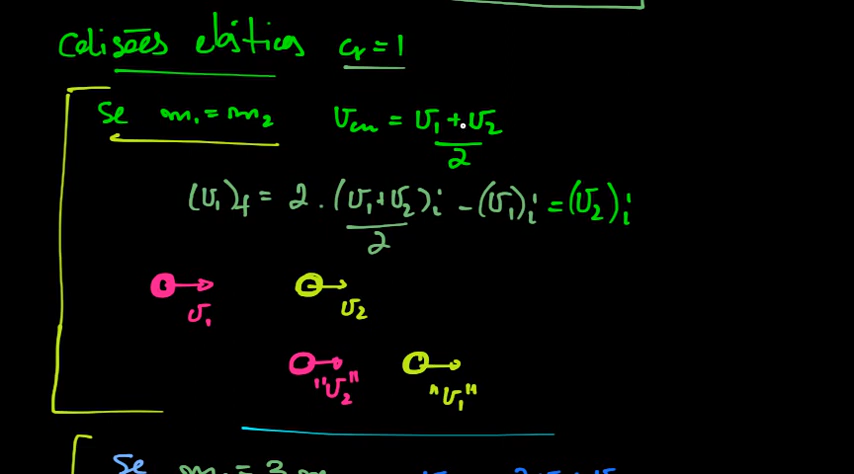 Colisões elásticas cr = 1
Se m1 = m2 Vcm = (v1 + v2)/2
(v1)f = 2 · (v1+v2)i/2 - (v1)i = (v2)i
v1 v2
"v2" "v1"
Se